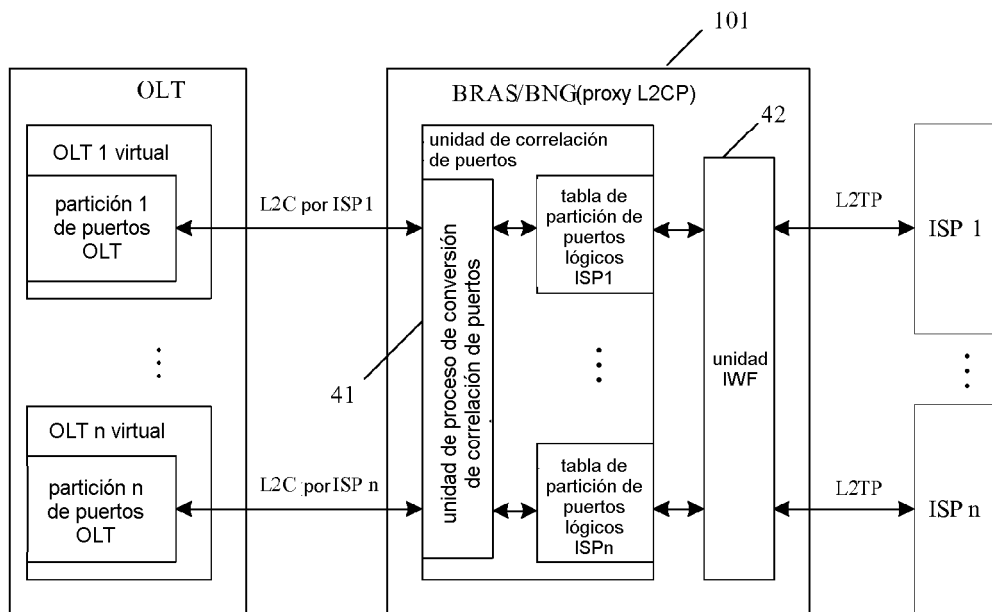 101
OLT
BRAS/BNG(proxy L2CP)
42
OLT 1 virtual
unidad de correlación
de puertos
partición 1
de puertos
OLT
L2C por ISP1
tabla de
partición de
puertos
lógicos
ISP1
L2TP
ISP 1
unidad de proceso de conversión
de correlación de puertos
41
unidad
IWF
OLT n virtual
partición n
de puertos
OLT
L2C por ISP n
tabla de
partición de
puertos
lógicos
ISPn
L2TP
ISP n